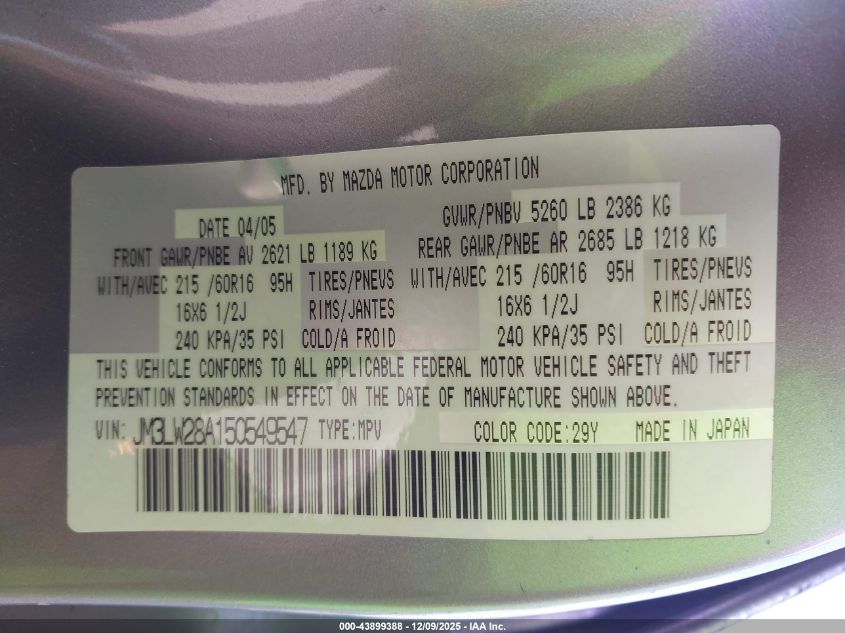 MFD. BY MAZDA MOTOR CORPORATION
DATE 04/05 GVWR/PNBV 5260 LB 2386 KG
FRONT GAWR/PNBE AV 2621 LB 1189 KG REAR GAWR/PNBE AR 2685 LB 1218 KG
WITH/AVEC 215 /60R16 95H TIRES/PNEUS WITH/AVEC 215 /60R16 95H TIRES/PNEUS
16X6 1/2J RIMS/JANTES 16X6 1/2J RIMS/JANTES
240 KPA/35 PSI COLD/A FROID 240 KPA/35 PSI COLD/A FROID
THIS VEHICLE CONFORMS TO ALL APPLICABLE FEDERAL MOTOR VEHICLE SAFETY AND THEFT
PREVENTION STANDARDS IN EFFECT ON THE DATE OF MANUFACTURE SHOWN ABOVE.
VIN: JM3LW28A150549547 TYPE:MPV COLOR CODE:29Y MADE IN JAPAN
000-43899388 - 12/09/2025 - IAA Inc.